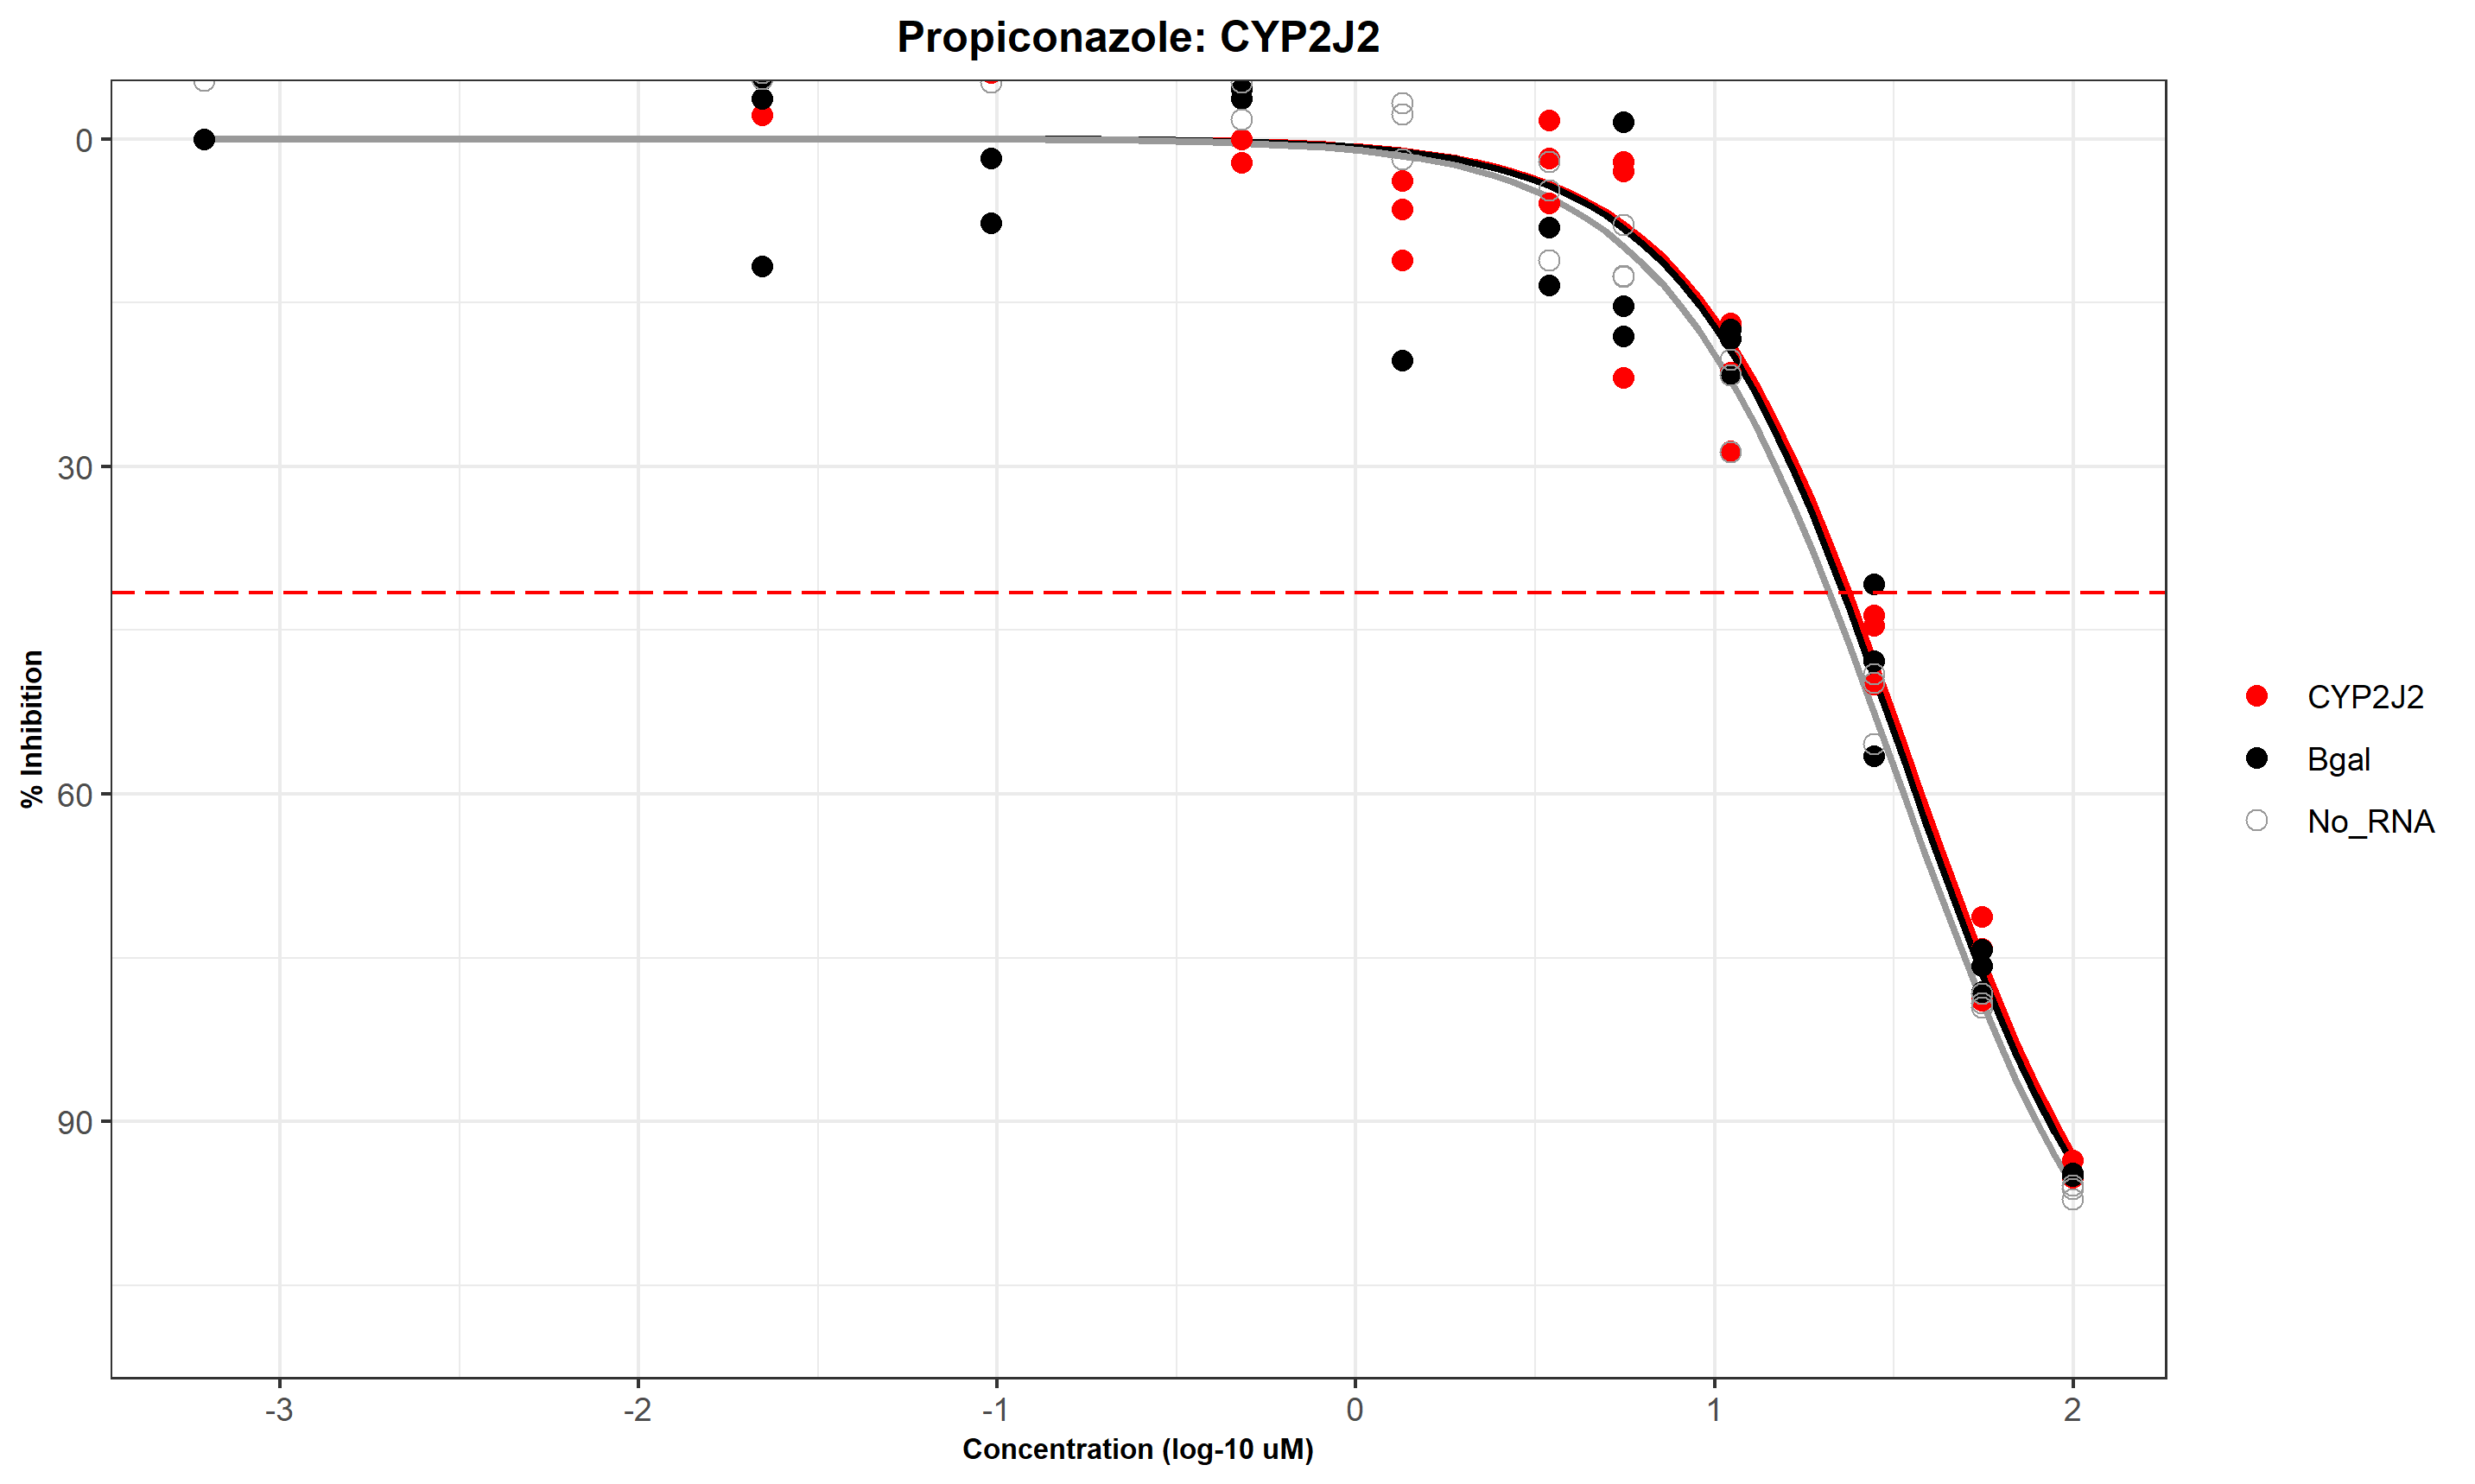 Propiconazole: CYP2J2
% Inhibition
0
30
60
90
-3
-2
-1
0
1
2
Concentration (log-10 uM)
CYP2J2
Bgal
No_RNA